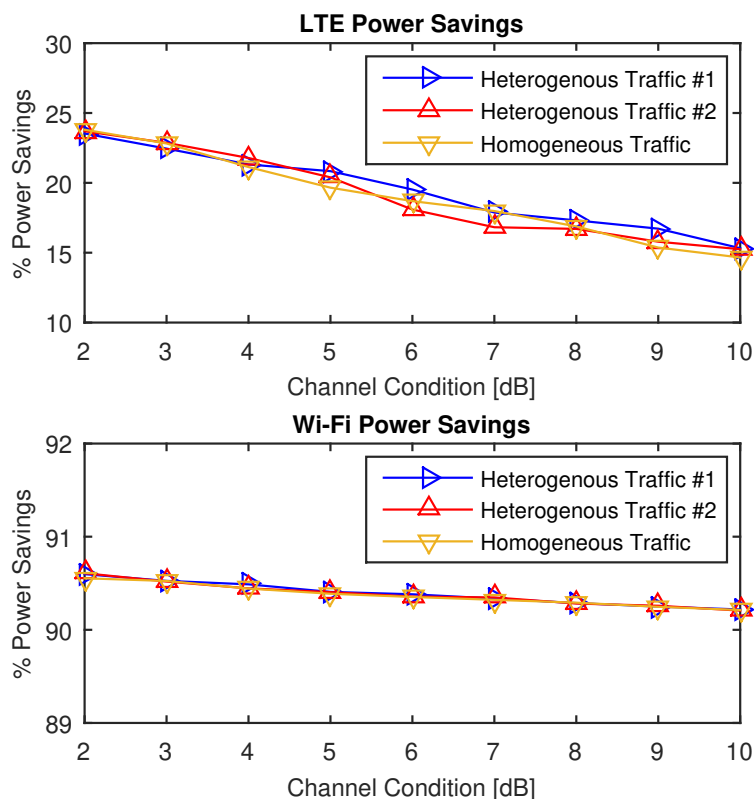 LTE Power Savings
30
25
20
15
10
% Power Savings
Heterogenous Traffic #1
Heterogenous Traffic #2
Homogeneous Traffic
2 3 4 5 6 7 8 9 10
Channel Condition [dB]
Wi-Fi Power Savings
92
91
90
89
% Power Savings
Heterogenous Traffic #1
Heterogenous Traffic #2
Homogeneous Traffic
2 3 4 5 6 7 8 9 10
Channel Condition [dB]